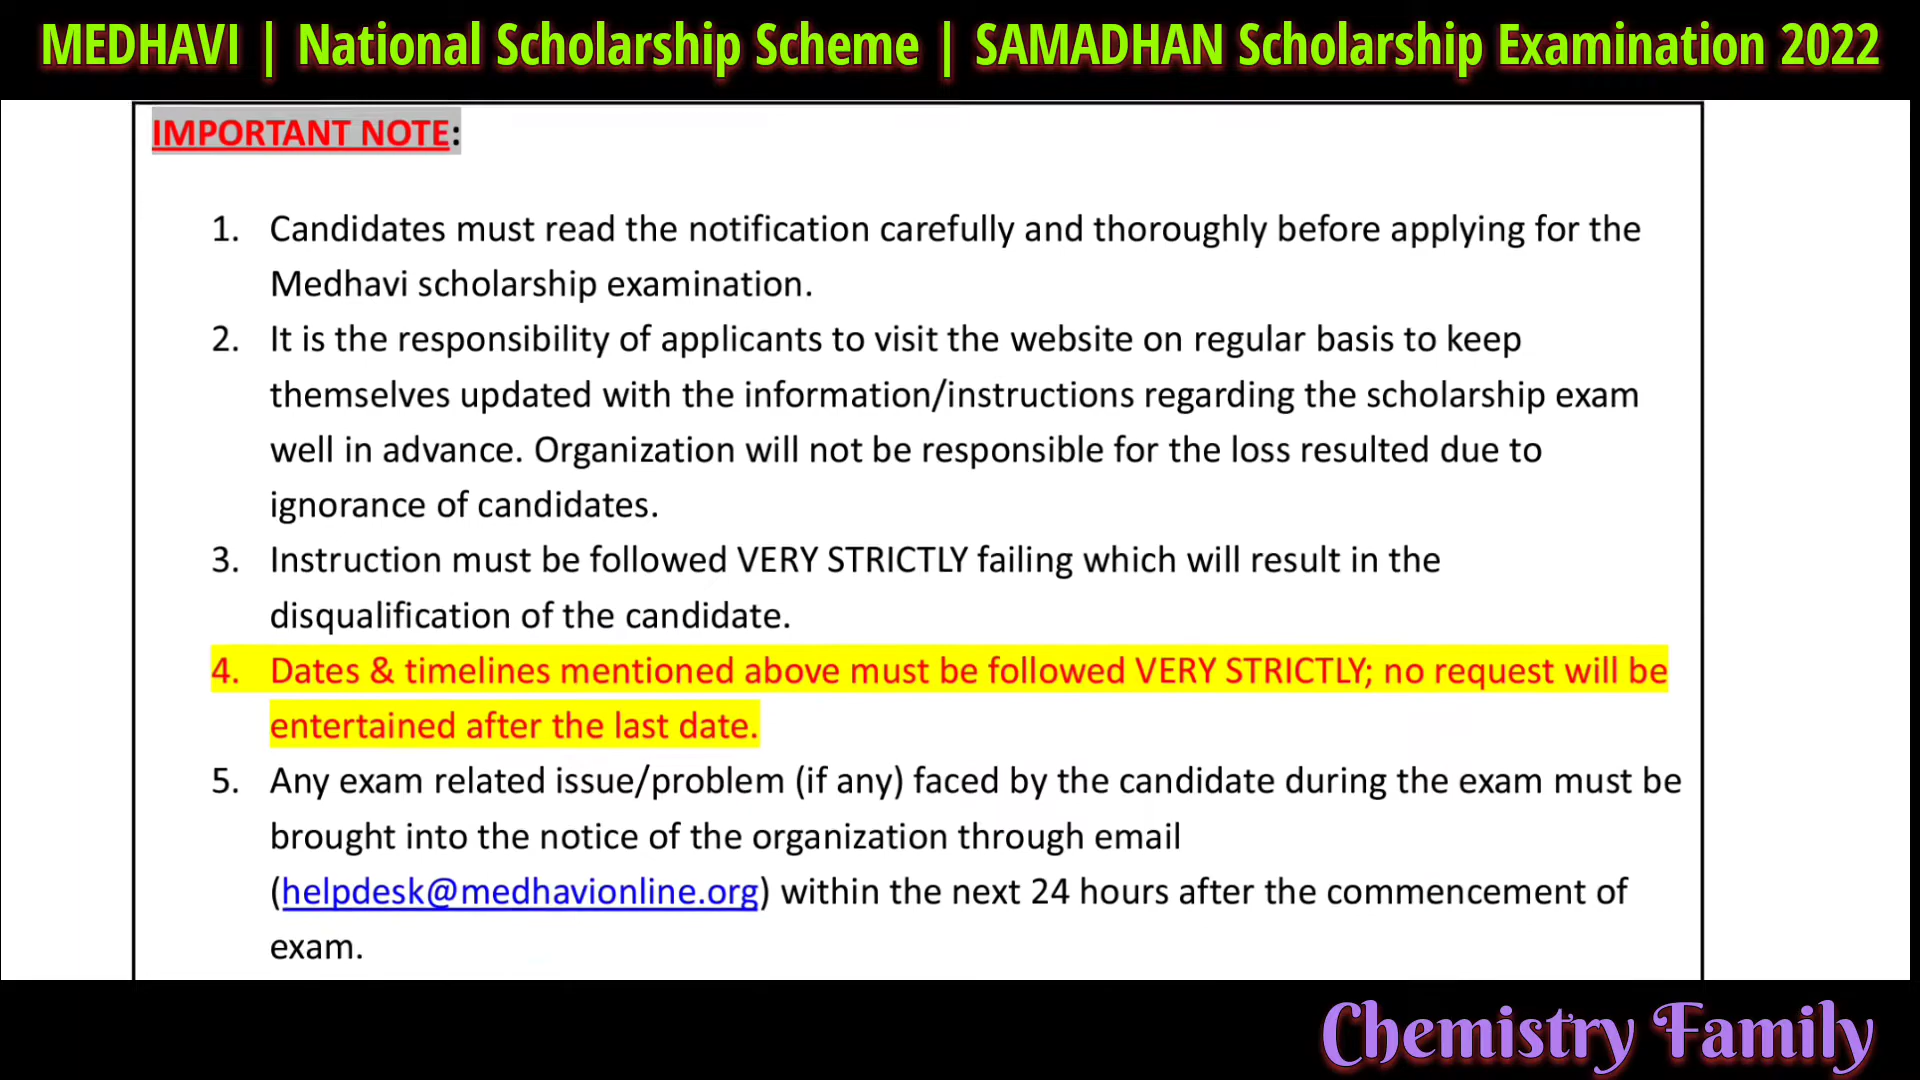 MEDHAVI | National Scholarship Scheme | SAMADHAN Scholarship Examination 2022
IMPORTANT NOTE:
1. Candidates must read the notification carefully and thoroughly before applying for the
Medhavi scholarship examination.
2. It is the responsibility of applicants to visit the website on regular basis to keep
themselves updated with the information/instructions regarding the scholarship exam
well in advance. Organization will not be responsible for the loss resulted due to
ignorance of candidates.
3. Instruction must be followed VERY STRICTLY failing which will result in the
disqualification of the candidate.
4. Dates & timelines mentioned above must be followed VERY STRICTLY; no request will be
entertained after the last date.
5. Any exam related issue/problem (if any) faced by the candidate during the exam must be
brought into the notice of the organization through email
(helpdesk@medhavionline.org) within the next 24 hours after the commencement of
exam.
Chemistry Family